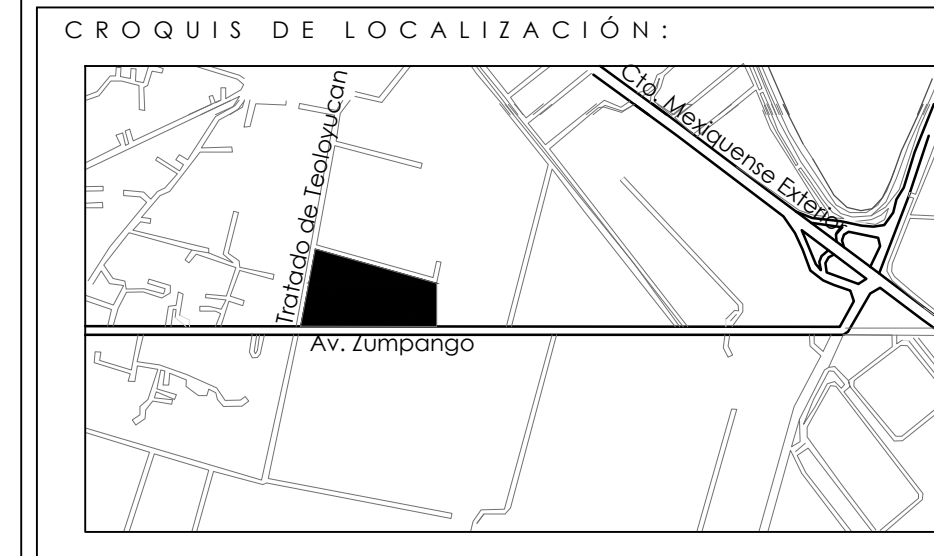 CROQUIS DE LOCALIZACIÓN:
Tratado de Teoloyucan
Cto. Mexiquense Exterior
Av. Zumpango